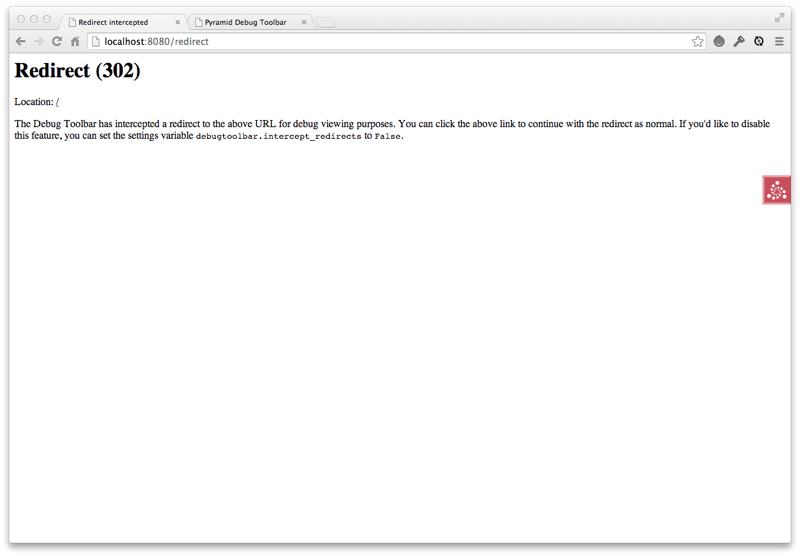 Redirect intercepted
Pyramid Debug Toolbar
localhost:8080/redirect
Redirect (302)
Location: /
The Debug Toolbar has intercepted a redirect to the above URL for debug viewing purposes. You can click the above link to continue with the redirect as normal. If you'd like to disable
this feature, you can set the settings variable debugtoolbar.intercept_redirects to False.